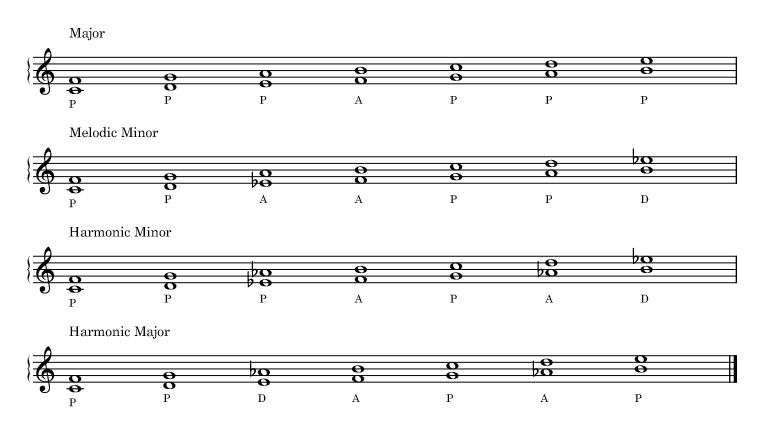 Major
P P P A P P P
Melodic Minor
P P A A P P D
Harmonic Minor
P P P A P A D
Harmonic Major
P P D A P A P